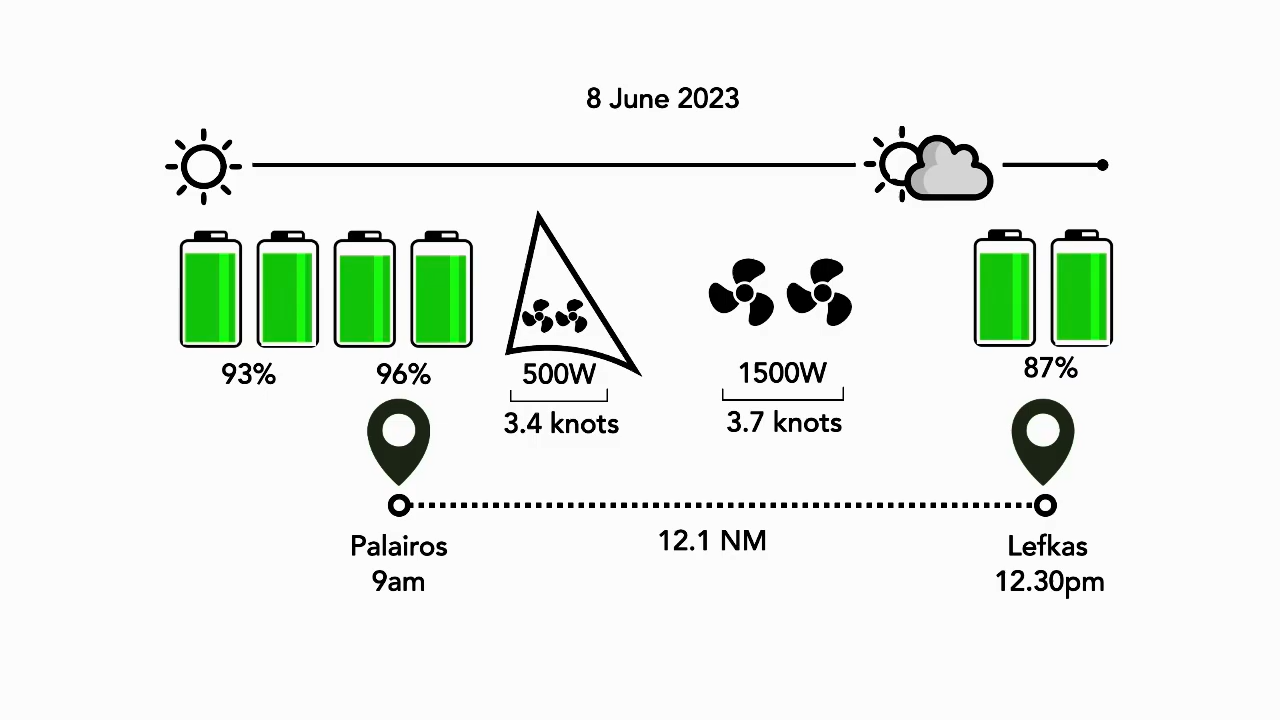 8 June 2023
93%
96%
500W
1500W
87%
3.4 knots
3.7 knots
12.1 NM
Palairos
9am
Lefkas
12.30pm